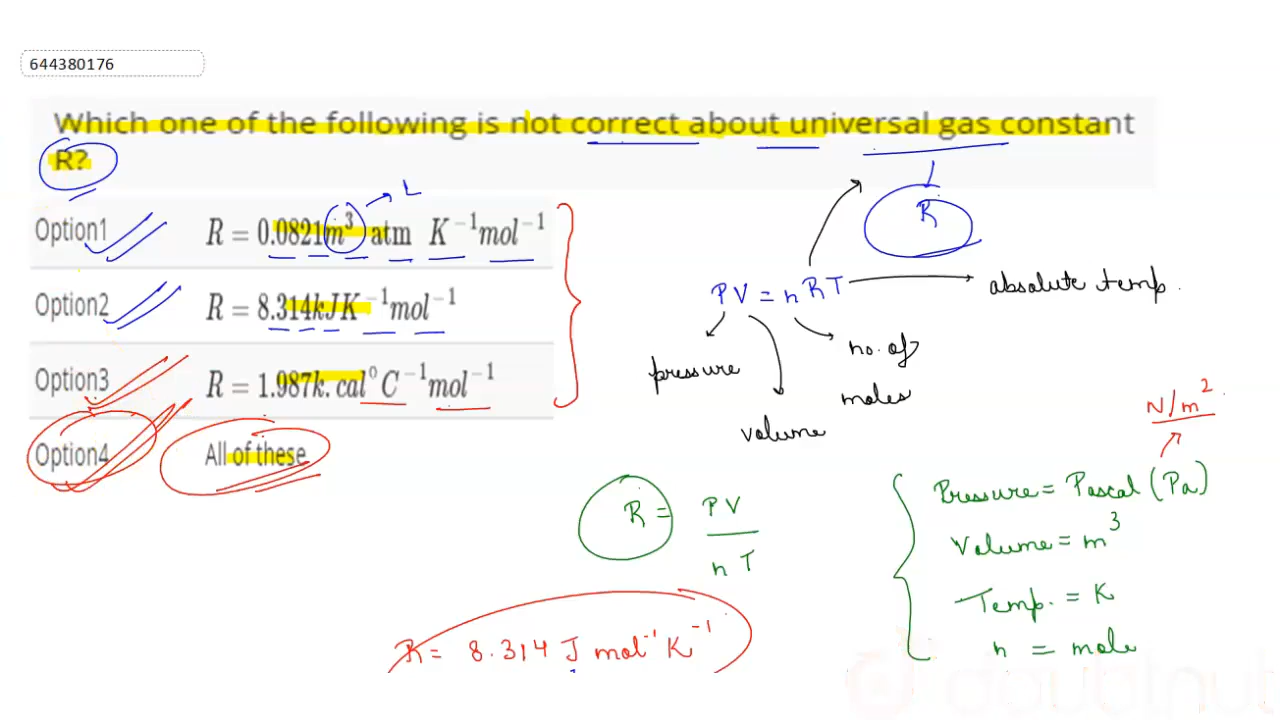 644380176
Which one of the following is not correct about universal gas constant
R?
Option1 R = 0.0821m³ atm K⁻¹mol⁻¹
L
R
Option2 R = 8.314kJK⁻¹mol⁻¹
PV = nRT
absolute temp.
pressure
volume
no. of
moles
Option3 R = 1.987k.cal°C⁻¹mol⁻¹
Option4 All of these
N/m²
R = PV
nT
Pressure = Pascal (Pa)
Volume = m³
Temp. = K
n = mole
R = 8.314 J mol⁻¹ K⁻¹
doubtnut